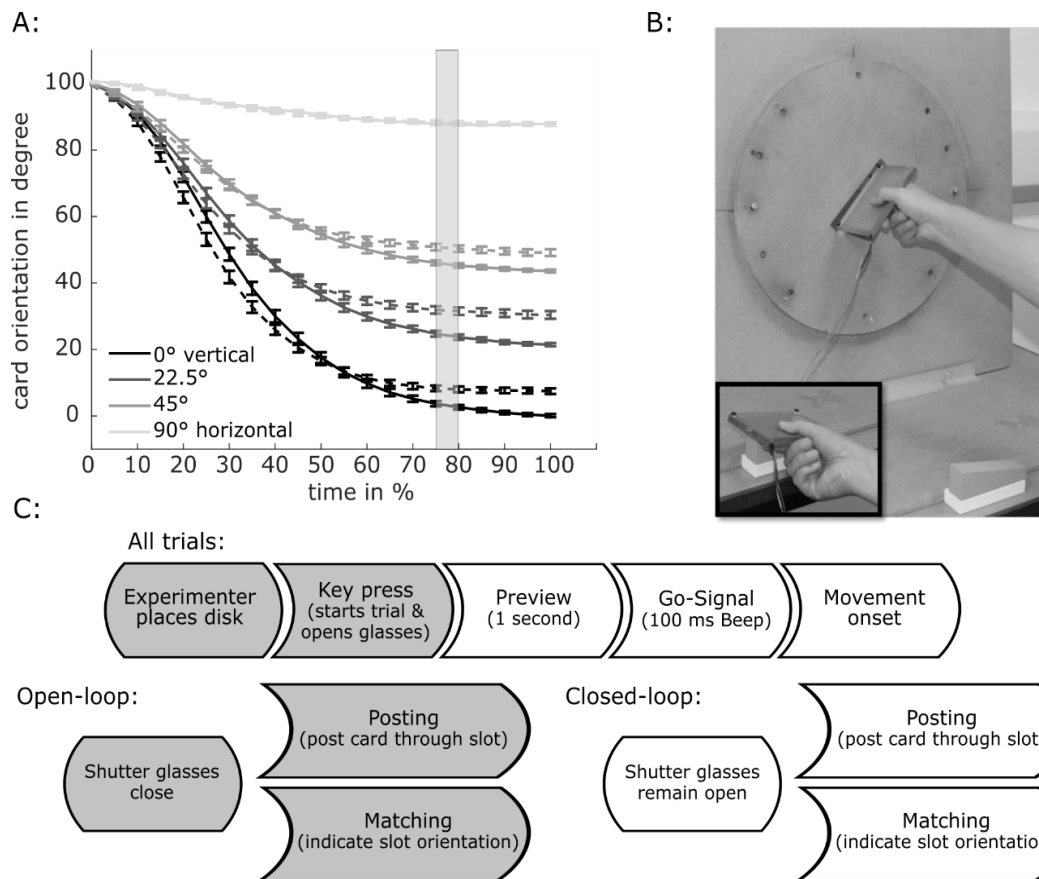 A:
B:
card orientation in degree
100
80
60
40
20
0
0° vertical
22.5°
45°
90° horizontal
0 10 20 30 40 50 60 70 80 90 100
time in %
C:
All trials:
Experimenter
places disk
Key press
(starts trial &
opens glasses)
Preview
(1 second)
Go-Signal
(100 ms Beep)
Movement
onset
Open-loop:
Shutter glasses
close
Posting
(post card through slot)
Matching
(indicate slot orientation)
Closed-loop:
Shutter glasses
remain open
Posting
(post card through slot
Matching
(indicate slot orientatio